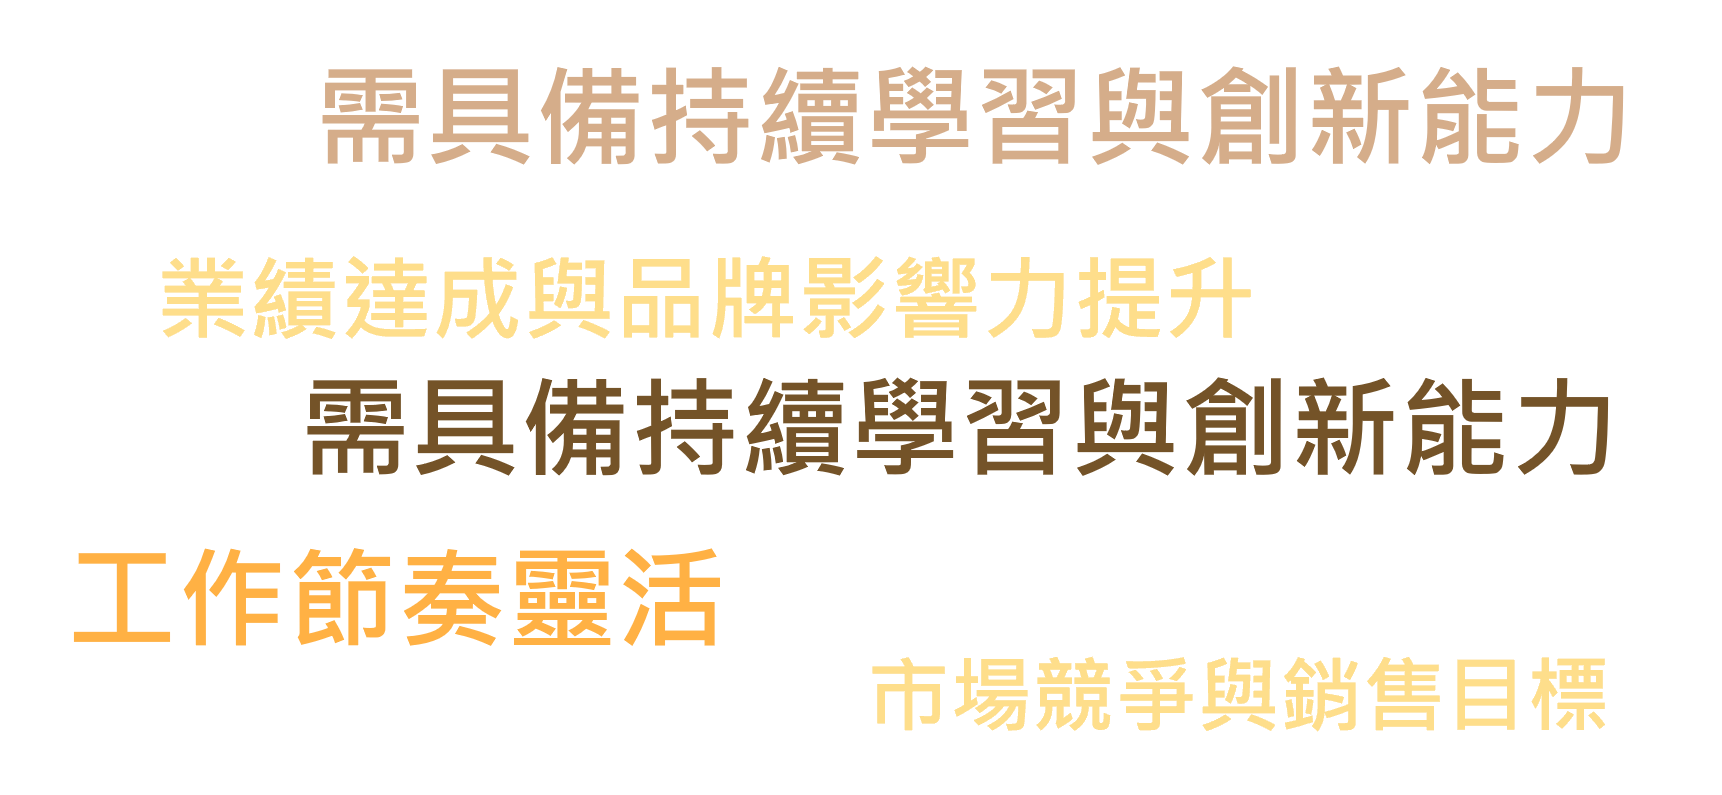 需具備持續學習與創新能力
業績達成與品牌影響力提升
需具備持續學習與創新能力
工作節奏靈活
市場競爭與銷售目標